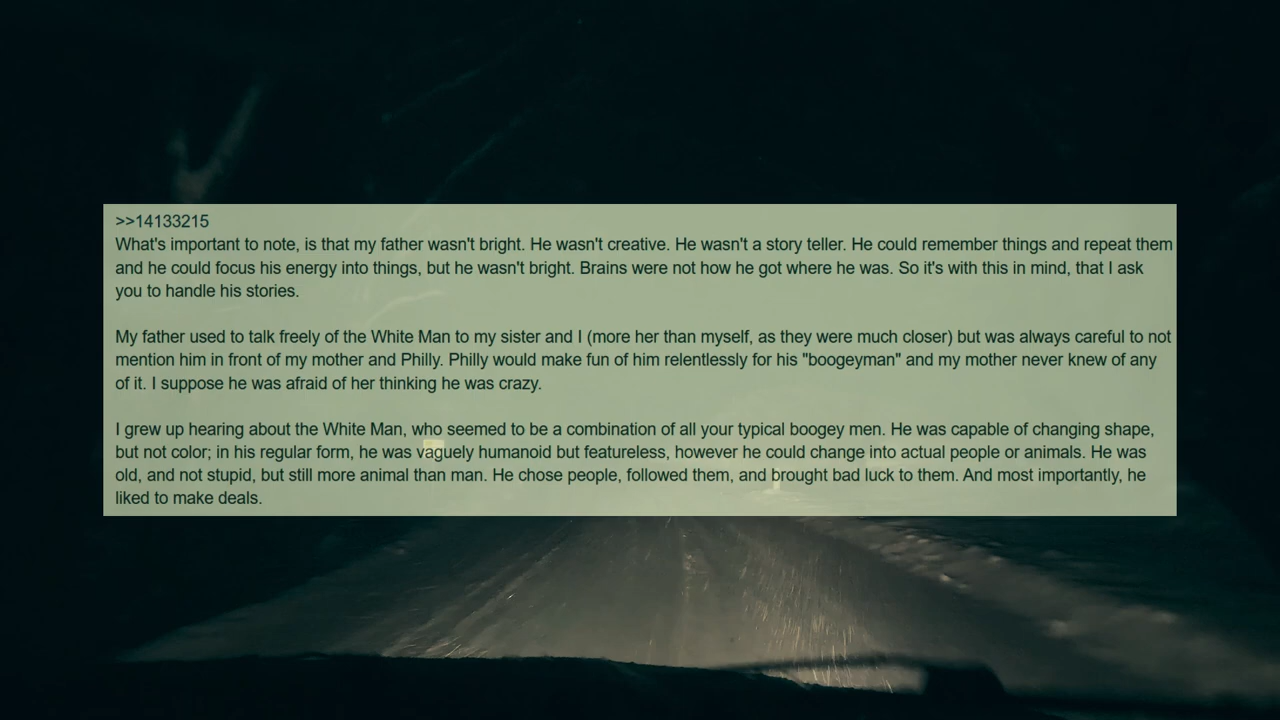 >>14133215
What's important to note, is that my father wasn't bright. He wasn't creative. He wasn't a story teller. He could remember things and repeat them
and he could focus his energy into things, but he wasn't bright. Brains were not how he got where he was. So it's with this in mind, that I ask
you to handle his stories.
My father used to talk freely of the White Man to my sister and I (more her than myself, as they were much closer) but was always careful to not
mention him in front of my mother and Philly. Philly would make fun of him relentlessly for his "boogeyman" and my mother never knew of any
of it. I suppose he was afraid of her thinking he was crazy.
I grew up hearing about the White Man, who seemed to be a combination of all your typical boogey men. He was capable of changing shape,
but not color; in his regular form, he was vaguely humanoid but featureless, however he could change into actual people or animals. He was
old, and not stupid, but still more animal than man. He chose people, followed them, and brought bad luck to them. And most importantly, he
liked to make deals.